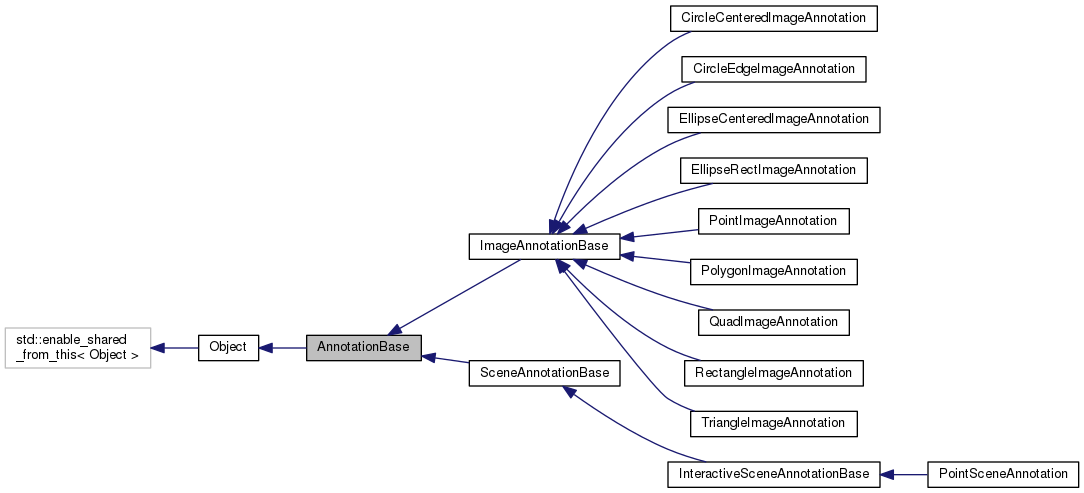 CircleCenteredImageAnnotation
CircleEdgeImageAnnotation
EllipseCenteredImageAnnotation
EllipseRectImageAnnotation
PointImageAnnotation
ImageAnnotationBase
PolygonImageAnnotation
QuadImageAnnotation
std::enable_shared
_from_this< Object >
Object
AnnotationBase
SceneAnnotationBase
RectangleImageAnnotation
TriangleImageAnnotation
InteractiveSceneAnnotationBase
PointSceneAnnotation